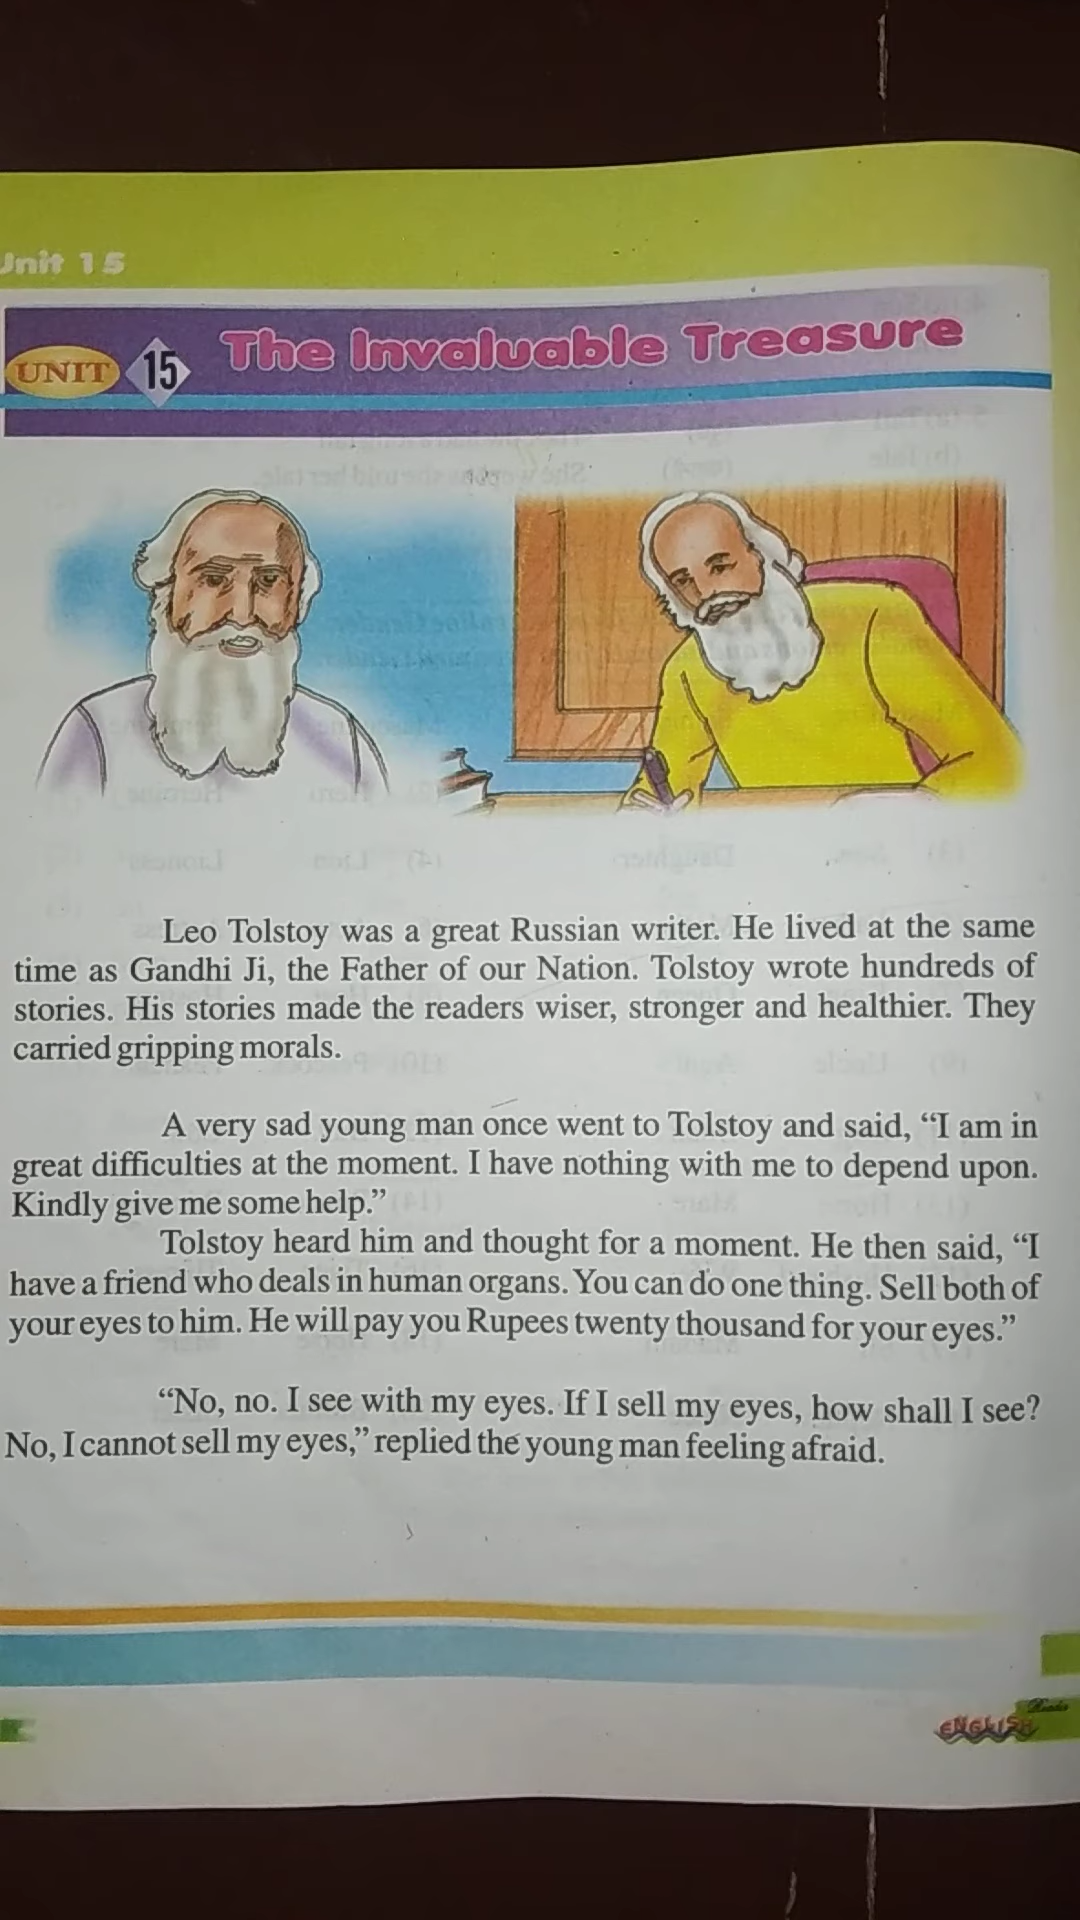 Unit 15
UNIT 15 The Invaluable Treasure
Leo Tolstoy was a great Russian writer. He lived at the same
time as Gandhi Ji, the Father of our Nation. Tolstoy wrote hundreds of
stories. His stories made the readers wiser, stronger and healthier. They
carried gripping morals.
A very sad young man once went to Tolstoy and said, “I am in
great difficulties at the moment. I have nothing with me to depend upon.
Kindly give me some help.”
Tolstoy heard him and thought for a moment. He then said, “I
have a friend who deals in human organs. You can do one thing. Sell both of
your eyes to him. He will pay you Rupees twenty thousand for your eyes.”
“No, no. I see with my eyes. If I sell my eyes, how shall I see?
No, I cannot sell my eyes,” replied the young man feeling afraid.
ENGLISH Reader